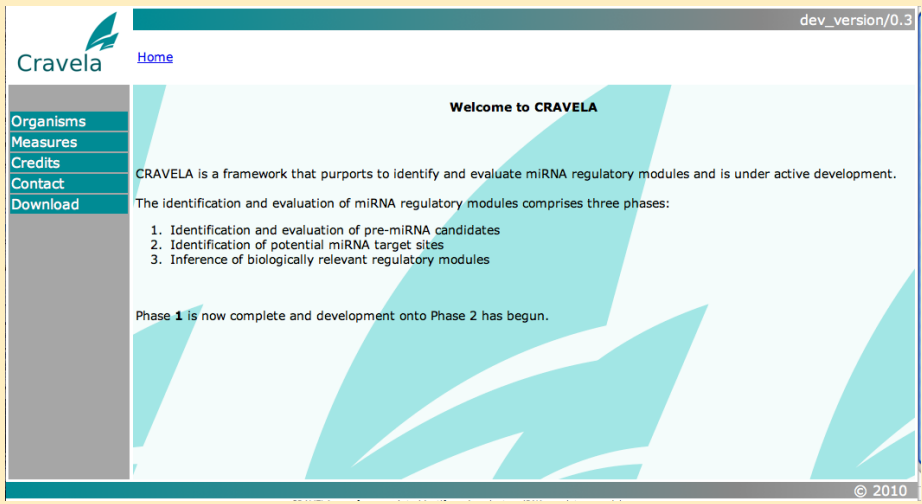 dev_version/0.3
Cravela
Home
Organisms
Measures
Credits
Contact
Download
Welcome to CRAVELA
CRAVELA is a framework that purports to identify and evaluate miRNA regulatory modules and is under active development.
The identification and evaluation of miRNA regulatory modules comprises three phases:
1. Identification and evaluation of pre-miRNA candidates
2. Identification of potential miRNA target sites
3. Inference of biologically relevant regulatory modules
Phase 1 is now complete and development onto Phase 2 has begun.
© 2010